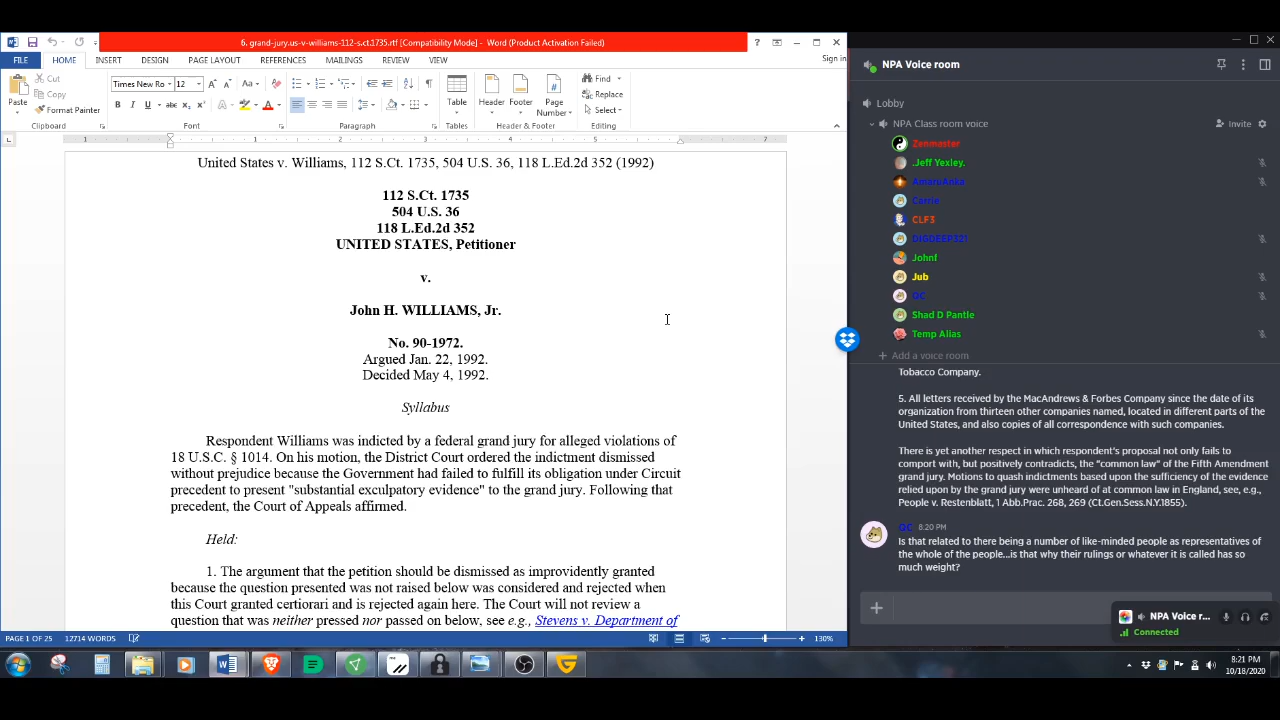 6. grand-jury.us-v-williams-112-s.ct.1735.rtf [Compatibility Mode] - Word (Product Activation Failed)
FILE HOME INSERT DESIGN PAGE LAYOUT REFERENCES MAILINGS REVIEW VIEW
Sign in
Paste
Cut
Copy
Format Painter
Times New Ro 12
Table
Header Footer Page Number
Find
Replace
Select
Clipboard Font Paragraph Tables Header & Footer Editing
1 1 2 3 4 5 7
United States v. Williams, 112 S.Ct. 1735, 504 U.S. 36, 118 L.Ed.2d 352 (1992)
112 S.Ct. 1735
504 U.S. 36
118 L.Ed.2d 352
UNITED STATES, Petitioner
v.
John H. WILLIAMS, Jr.
No. 90-1972.
Argued Jan. 22, 1992.
Decided May 4, 1992.
Syllabus
Respondent Williams was indicted by a federal grand jury for alleged violations of
18 U.S.C. § 1014. On his motion, the District Court ordered the indictment dismissed
without prejudice because the Government had failed to fulfill its obligation under Circuit
precedent to present "substantial exculpatory evidence" to the grand jury. Following that
precedent, the Court of Appeals affirmed.
Held:
1. The argument that the petition should be dismissed as improvidently granted
because the question presented was not raised below was considered and rejected when
this Court granted certiorari and is rejected again here. The Court will not review a
question that was neither pressed nor passed on below, see e.g., Stevens v. Department of
PAGE 1 OF 25 12714 WORDS
130%
NPA Voice room
Lobby
NPA Class room voice
Invite
Zenmaster
.Jeff Yexley.
AmaruAnka
Corrie
CLF3
DIGDEEP321
Johnf
Jub
QC
Shad D Pantle
Temp Alias
Add a voice room
Tobacco Company.
5. All letters received by the MacAndrews & Forbes Company since the date of its
organization from thirteen other companies named, located in different parts of the
United States, and also copies of all correspondence with such companies.
There is yet another respect in which respondent's proposal not only fails to
comport with, but positively contradicts, the "common law" of the Fifth Amendment
grand jury. Motions to quash indictments based upon the sufficiency of the evidence
relied upon by the grand jury were unheard of at common law in England, see, e.g.,
People v. Restenblatt, 1 Abb.Prac. 268, 269 (Ct.Gen.Sess.N.Y.1855).
QC 8:20 PM
Is that related to there being a number of like-minded people as representatives of
the whole of the people...is that why their rulings or whatever it is called has so
much weight?
NPA Voice r...
Connected
8:21 PM
10/18/2020